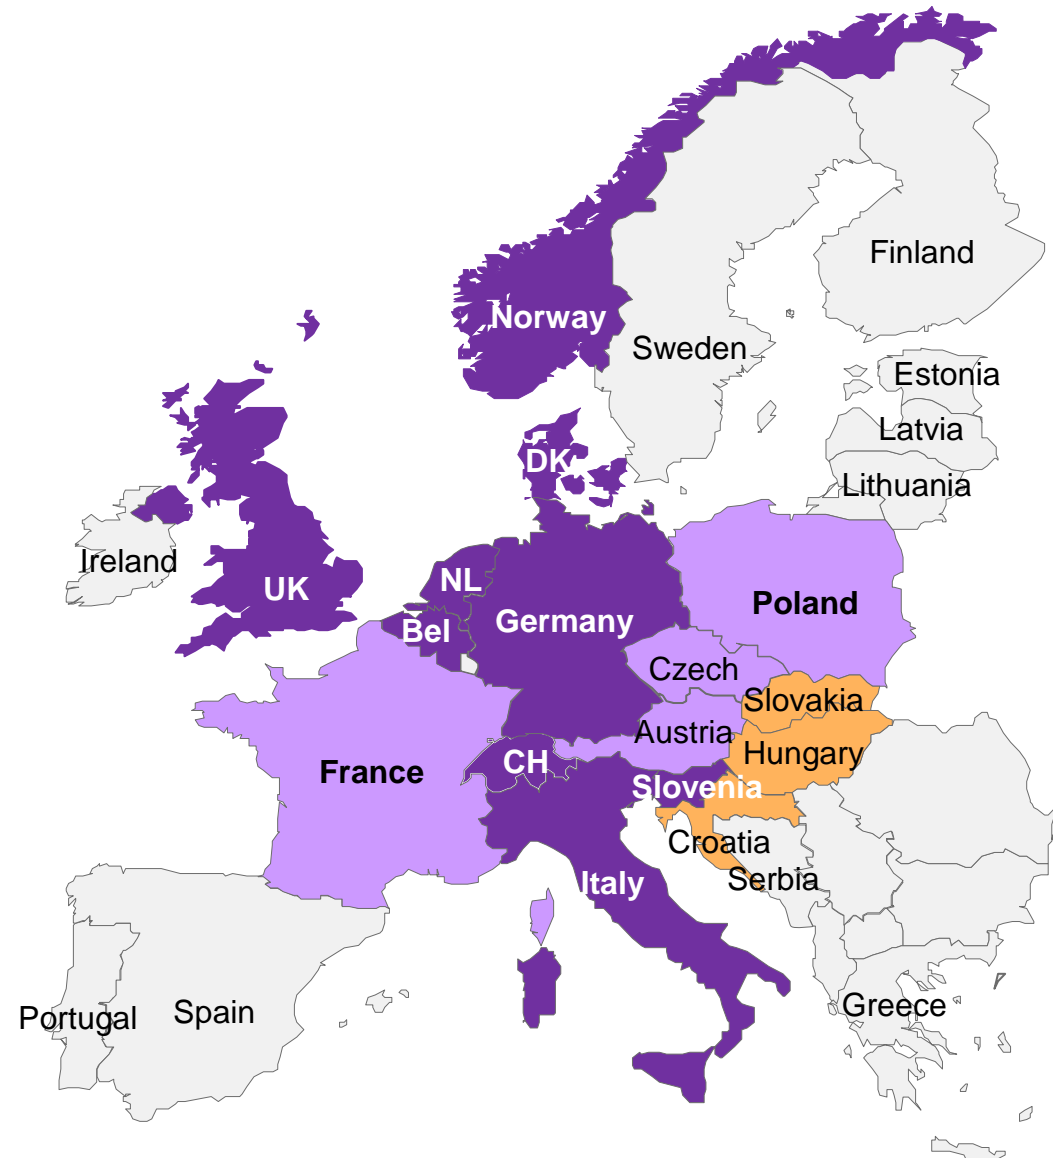 Finland
Norway
Sweden
Estonia
Latvia
DK
Lithuania
Ireland
NL
UK
Poland
Germany
Bel
Czech
Slovakia
Austria
Hungary
CH
France
Slovenia
Croatia
Serbia
Italy
Greece
Spain
Portugal